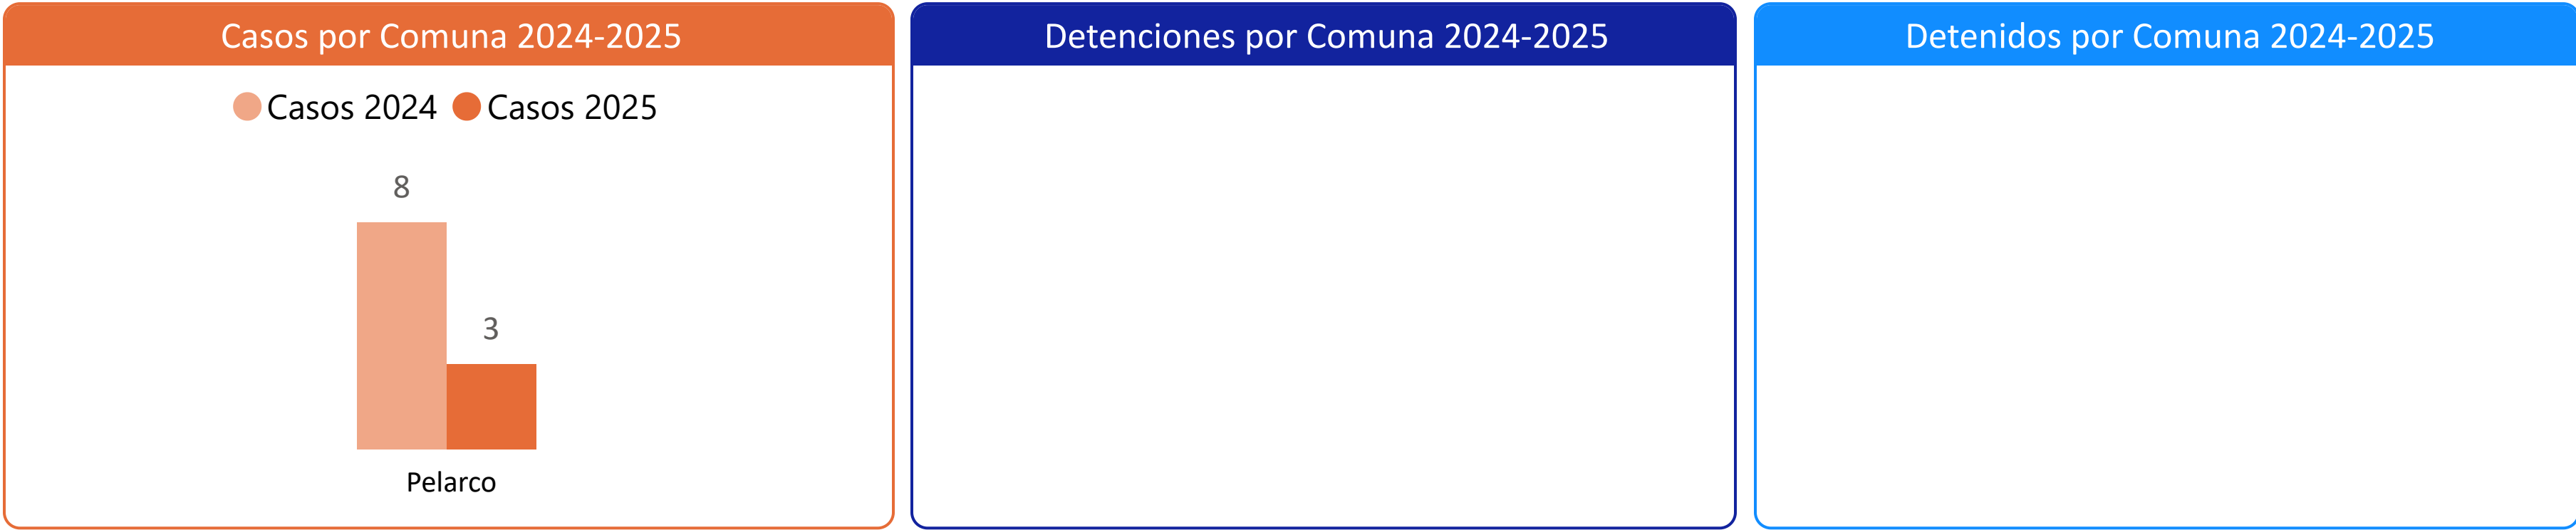 Casos por Comuna 2024-2025
Casos 2024 Casos 2025
8
3
Pelarco
Detenciones por Comuna 2024-2025
Detenidos por Comuna 2024-2025